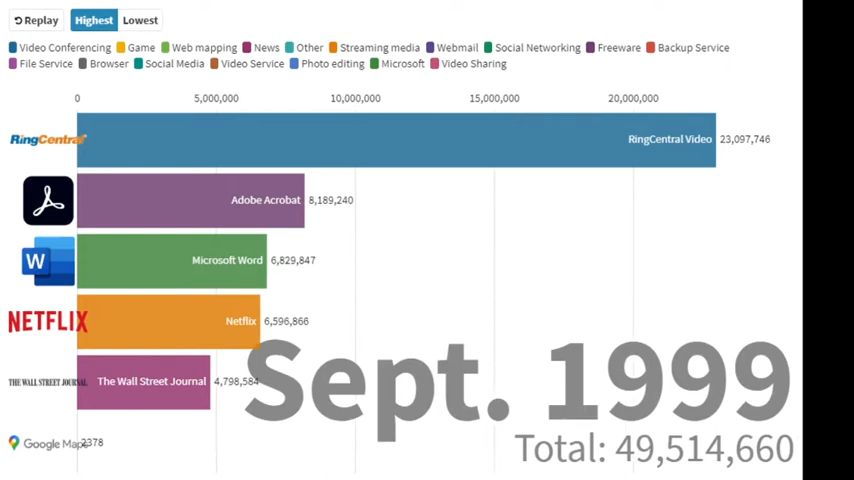 Replay Highest Lowest
Video Conferencing Game Web mapping News Other Streaming media Webmail Social Networking Freeware Backup Service
File Service Browser Social Media Video Service Photo editing Microsoft Video Sharing
0 5,000,000 10,000,000 15,000,000 20,000,000
RingCentral RingCentral Video 23,097,746
Adobe Acrobat 8,189,240
W Microsoft Word 6,829,847
NETFLIX Netflix 6,596,866
THE WALL STREET JOURNAL The Wall Street Journal 4,798,584
Sept. 1999
Google Maps 2378
Total: 49,514,660